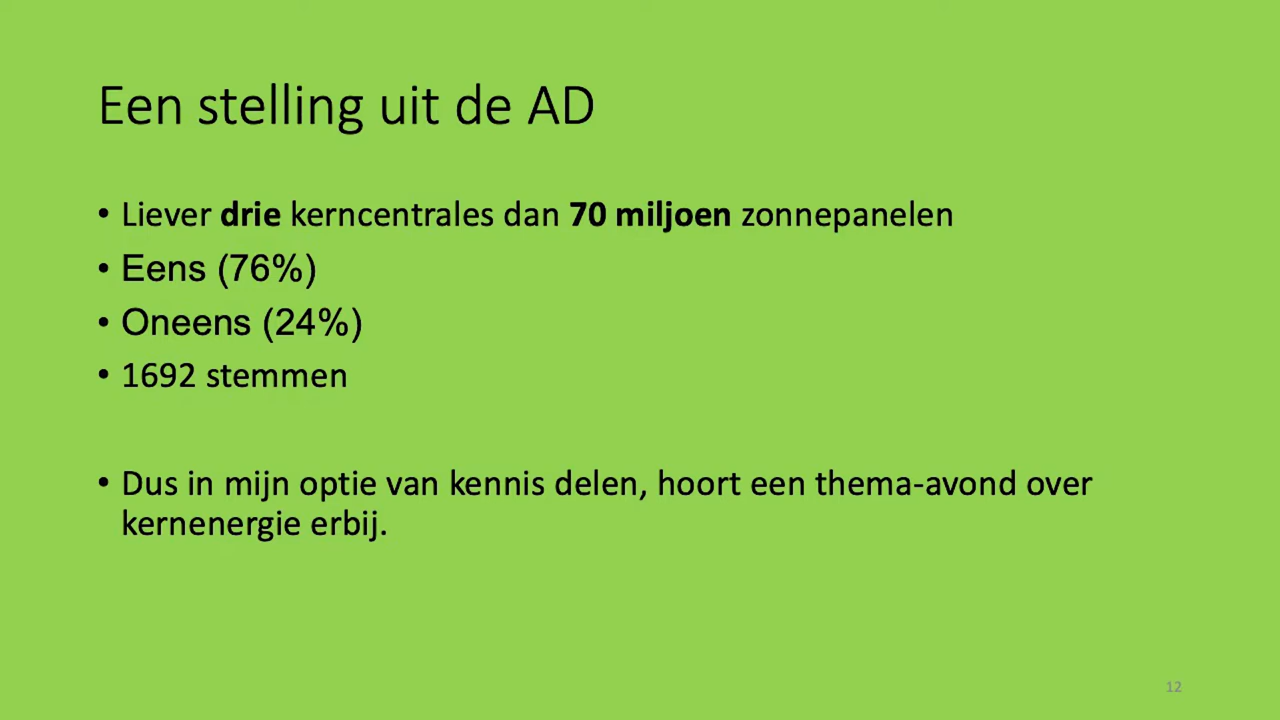 Een stelling uit de AD
• Liever drie kerncentrales dan 70 miljoen zonnepanelen
• Eens (76%)
• Oneens (24%)
• 1692 stemmen
• Dus in mijn optie van kennis delen, hoort een thema-avond over
kernenergie erbij.
12